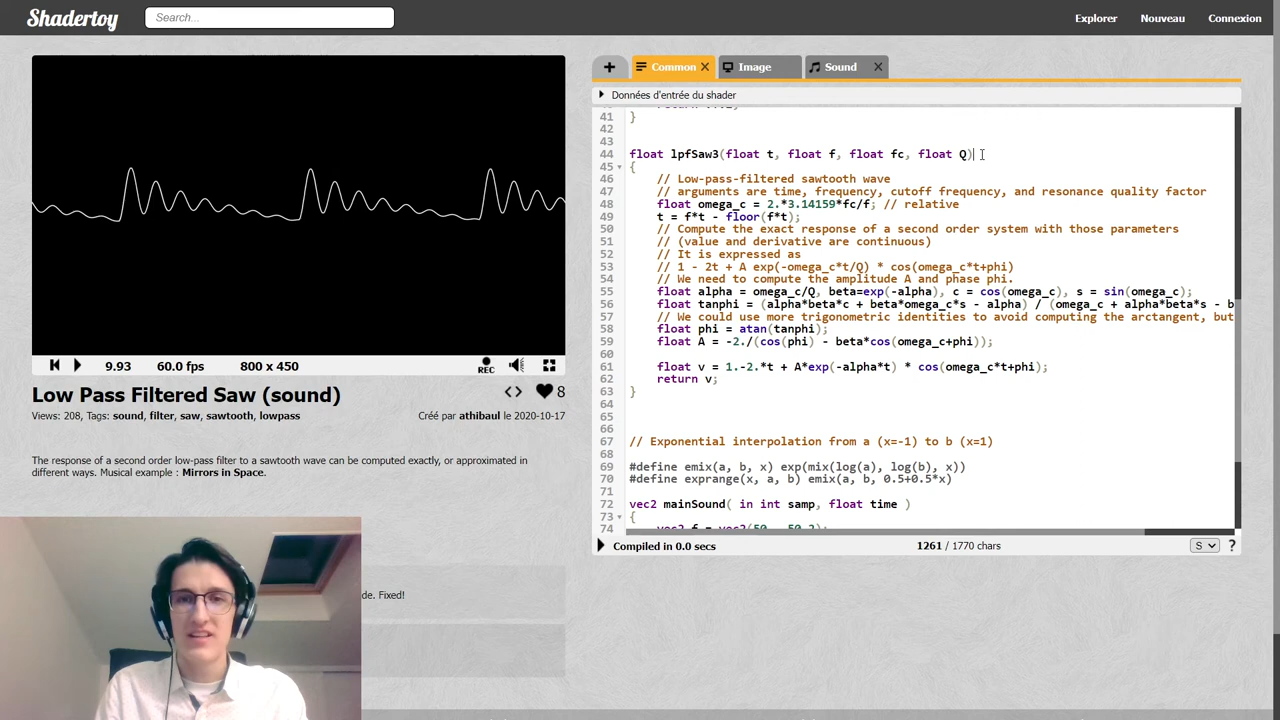 Shadertoy
Search...
Explorer
Nouveau
Connexion
Common
Image
Sound
Données d'entrée du shader
41 }
42
43
44 float lpfSaw3(float t, float f, float fc, float Q)
45 {
46 // Low-pass-filtered sawtooth wave
47 // arguments are time, frequency, cutoff frequency, and resonance quality factor
48 float omega_c = 2.*3.14159*fc/f; // relative
49 t = f*t - floor(f*t);
50 // Compute the exact response of a second order system with those parameters
51 // (value and derivative are continuous)
52 // It is expressed as
53 // 1 - 2t + A exp(-omega_c*t/Q) * cos(omega_c*t+phi)
54 // We need to compute the amplitude A and phase phi.
55 float alpha = omega_c/Q, beta=exp(-alpha), c = cos(omega_c), s = sin(omega_c);
56 float tanphi = (alpha*beta*c + beta*omega_c*s - alpha) / (omega_c + alpha*beta*s - b
57 // We could use more trigonometric identities to avoid computing the arctangent, but
58 float phi = atan(tanphi);
59 float A = -2./(cos(phi) - beta*cos(omega_c+phi));
60
61 float v = 1.-2.*t + A*exp(-alpha*t) * cos(omega_c*t+phi);
62 return v;
63 }
64
65
66
67 // Exponential interpolation from a (x=-1) to b (x=1)
68
69 #define emix(a, b, x) exp(mix(log(a), log(b), x))
70 #define exprange(x, a, b) emix(a, b, 0.5+0.5*x)
71
72 vec2 mainSound( in int samp, float time )
73 {
74
Compiled in 0.0 secs
1261 / 1770 chars
S
?
9.93
60.0 fps
800 x 450
REC
Low Pass Filtered Saw (sound)
8
Views: 208, Tags: sound, filter, saw, sawtooth, lowpass
Créé par athibaul le 2020-10-17
The response of a second order low-pass filter to a sawtooth wave can be computed exactly, or approximated in
different ways. Musical example : Mirrors in Space.
de. Fixed!